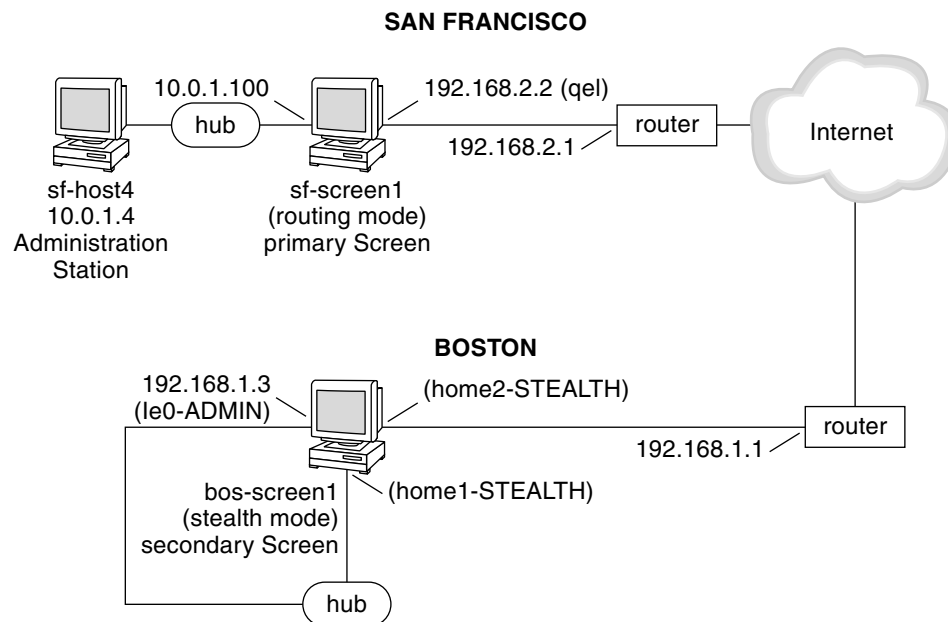 SAN FRANCISCO
10.0.1.100
192.168.2.2 (qel)
hub
router
Internet
192.168.2.1
sf-host4
10.0.1.4
Administration
Station
sf-screen1
(routing mode)
primary Screen
BOSTON
192.168.1.3
(le0-ADMIN)
(home2-STEALTH)
router
192.168.1.1
bos-screen1
(stealth mode)
secondary Screen
(home1-STEALTH)
hub